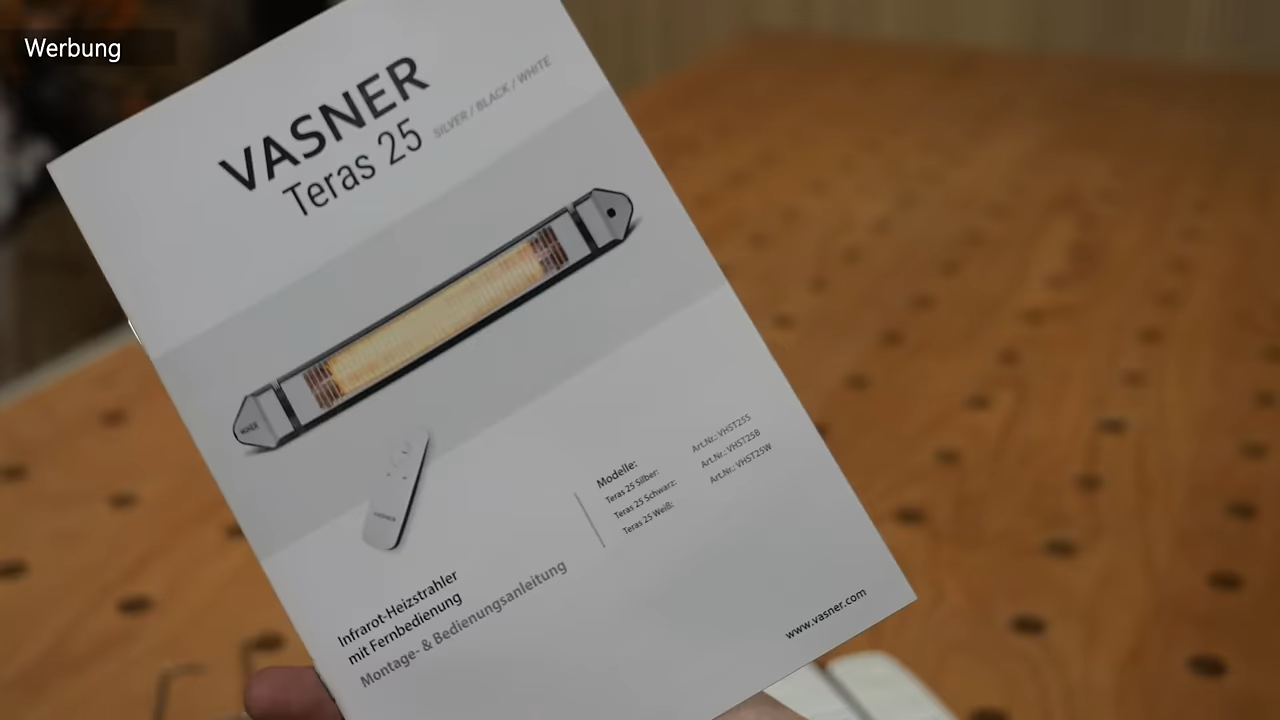 Werbung
VASNER
Teras 25 SILVER / BLACK / WHITE
Modelle:
Teras 25 Silber: Art.Nr.: VHST25S
Teras 25 Schwarz: Art.Nr.: VHST25B
Teras 25 Weiß: Art.Nr.: VHST25W
Infrarot-Heizstrahler
mit Fernbedienung
Montage- & Bedienungsanleitung
www.vasner.com